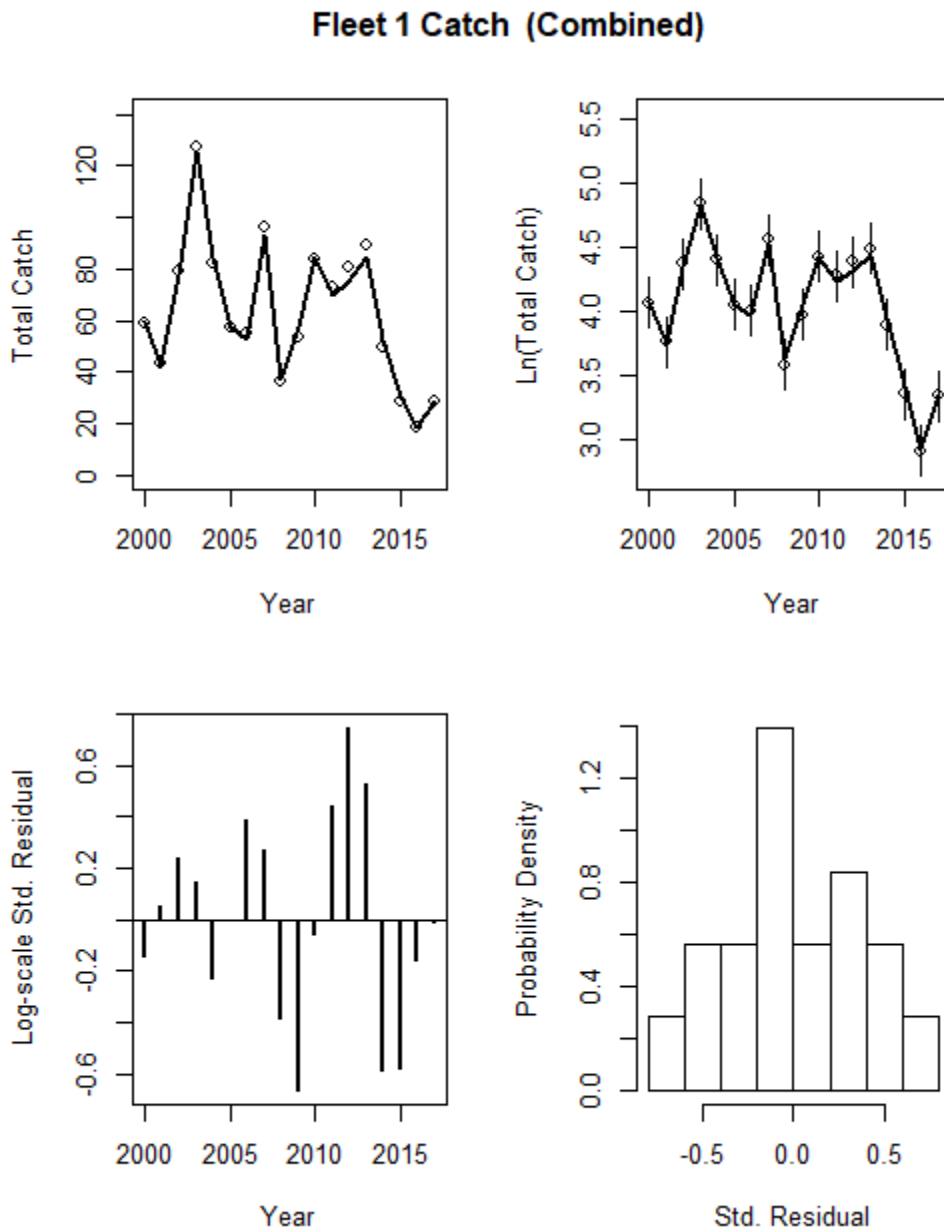 Fleet 1 Catch (Combined)
Total Catch
120
80
60
40
20
0
2000 2005 2010 2015
Year
Ln(Total Catch)
5.5
5.0
4.5
4.0
3.5
3.0
2000 2005 2010 2015
Year
Log-scale Std. Residual
0.6
0.2
-0.2
-0.6
2000 2005 2010 2015
Year
Probability Density
1.2
0.8
0.4
0.0
-0.5 0.0 0.5
Std. Residual